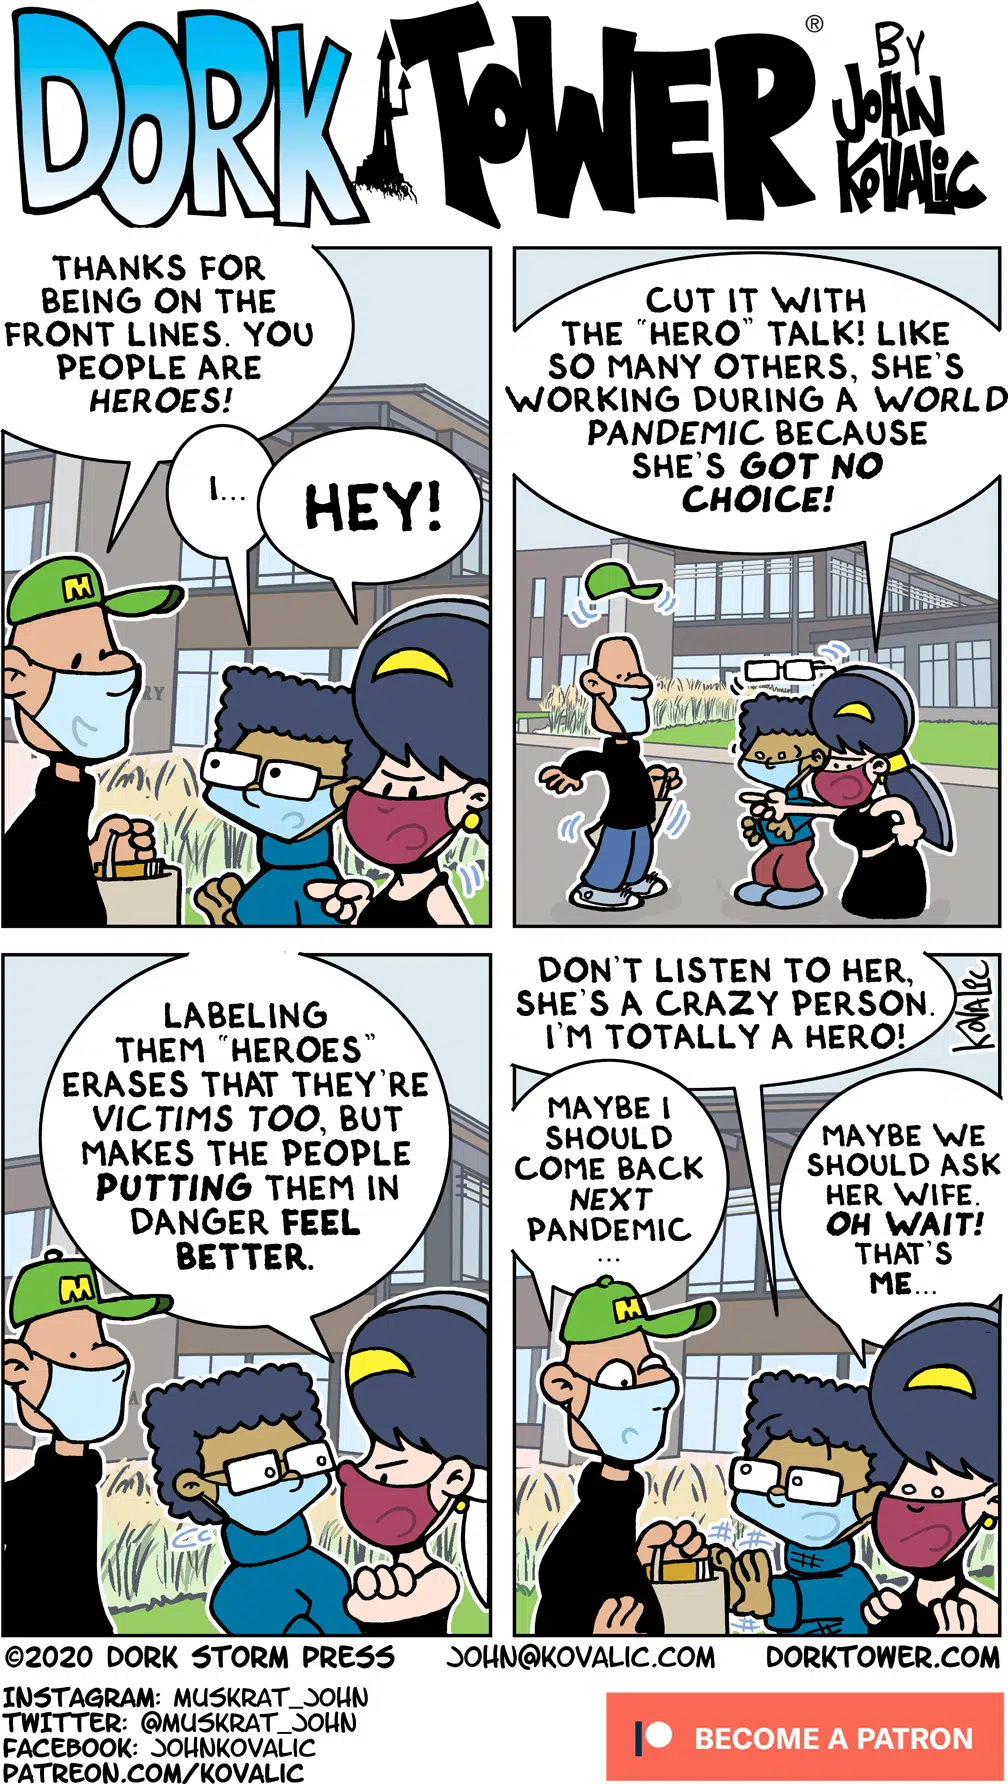 DORK TOWER ®
BY
JOHN
KOVALIC
THANKS FOR
BEING ON THE
FRONT LINES. YOU
PEOPLE ARE
HEROES!
I...
HEY!
M
RY
CUT IT WITH
THE "HERO" TALK! LIKE
SO MANY OTHERS, SHE'S
WORKING DURING A WORLD
PANDEMIC BECAUSE
SHE'S GOT NO
CHOICE!
LABELING
THEM "HEROES"
ERASES THAT THEY'RE
VICTIMS TOO, BUT
MAKES THE PEOPLE
PUTTING THEM IN
DANGER FEEL
BETTER.
M
DON'T LISTEN TO HER,
SHE'S A CRAZY PERSON.
I'M TOTALLY A HERO!
KOVALIC
MAYBE I
SHOULD
COME BACK
NEXT
PANDEMIC
...
MAYBE WE
SHOULD ASK
HER WIFE.
OH WAIT!
THAT'S
ME...
M
©2020 DORK STORM PRESS JOHN@KOVALIC.COM DORKTOWER.COM
INSTAGRAM: MUSKRAT_JOHN
TWITTER: @MUSKRAT_JOHN
FACEBOOK: JOHNKOVALIC
PATREON.COM/KOVALIC
BECOME A PATRON